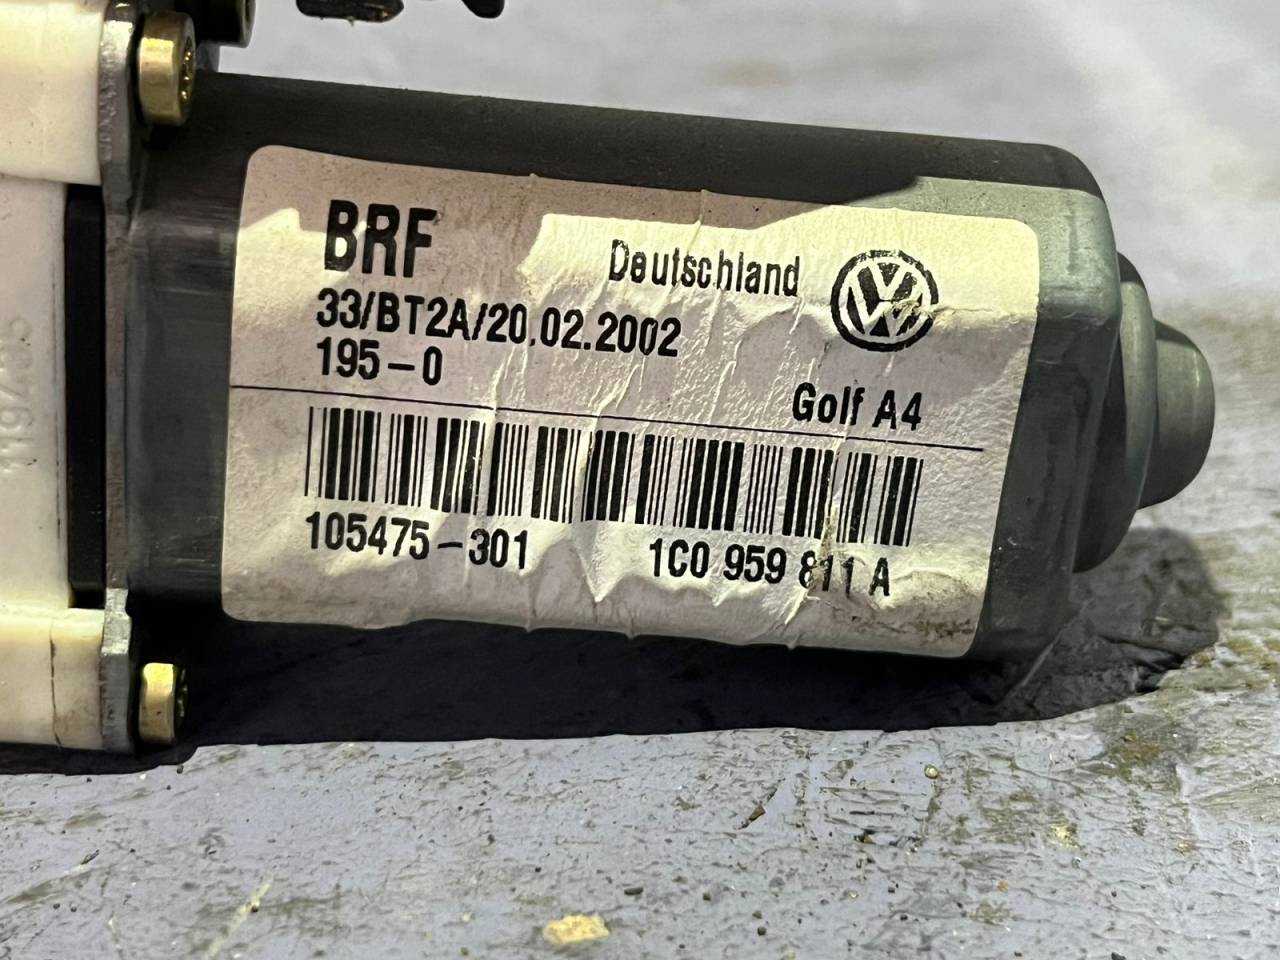 BRF
Deutschland
33/BT2A/20.02.2002
195-0
Golf A4
105475-301
1C0 959 811 A